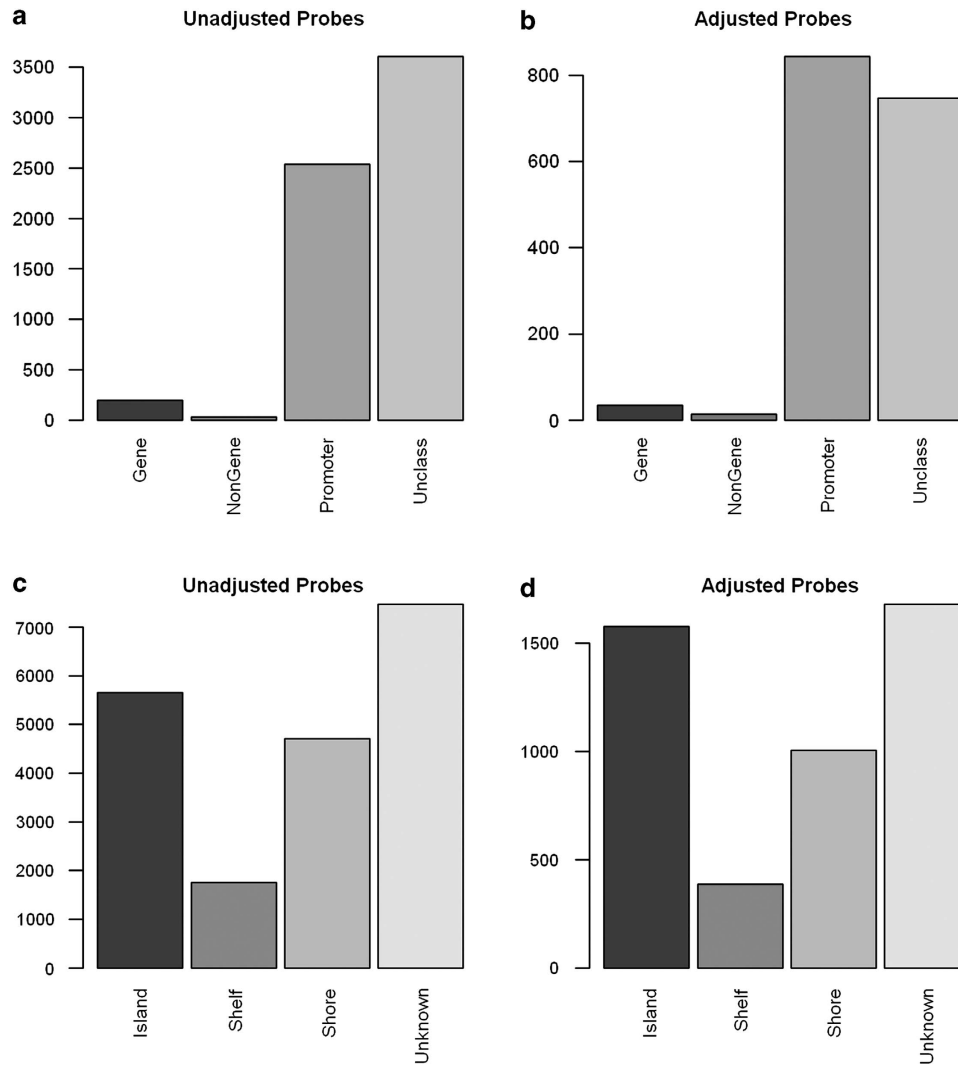 a
Unadjusted Probes
3500
3000
2500
2000
1500
1000
500
0
Gene
NonGene
Promoter
Unclass
b
Adjusted Probes
800
600
400
200
0
Gene
NonGene
Promoter
Unclass
c
Unadjusted Probes
7000
6000
5000
4000
3000
2000
1000
0
Island
Shelf
Shore
Unknown
d
Adjusted Probes
1500
1000
500
0
Island
Shelf
Shore
Unknown